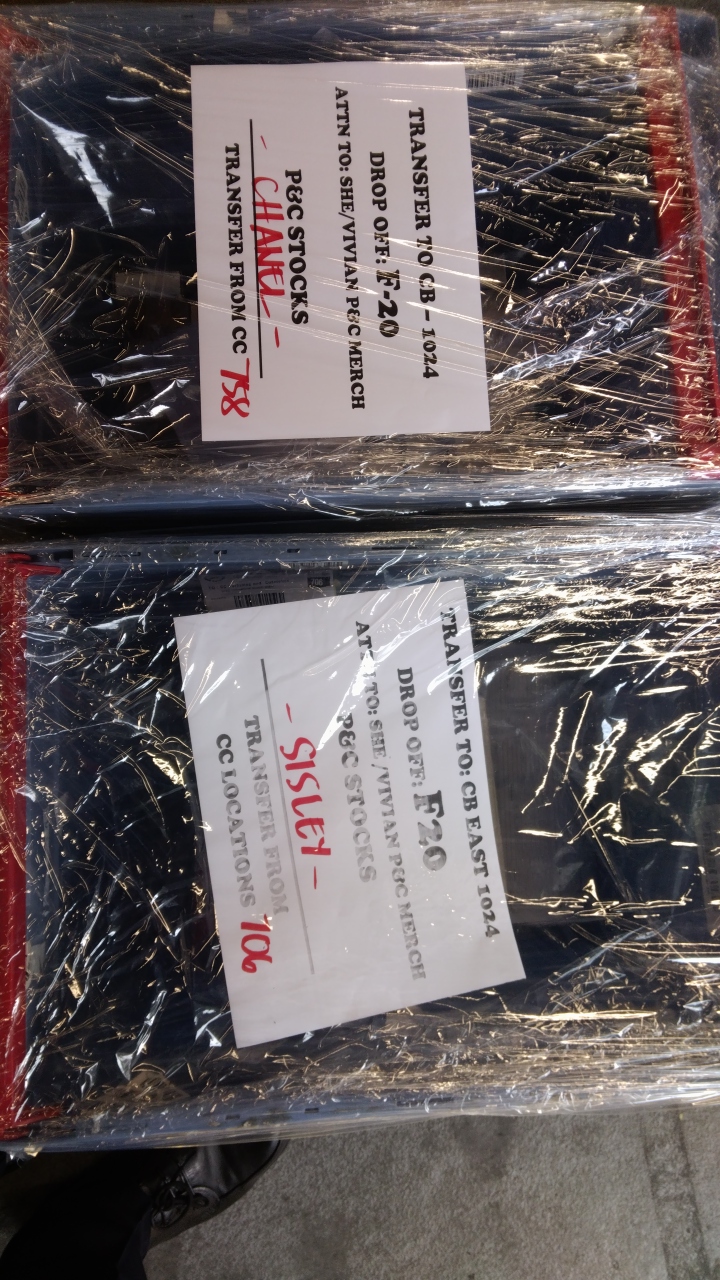 TRANSFER TO CB - 1024
DROP OFF: F-20
ATTN TO: SHE/VIVIAN P&C MERCH
P&C STOCKS
- CHANEL -
TRANSFER FROM CC 758
TRANSFER TO: CB EAST 1024
DROP OFF: F20
ATTN TO: SHE /VIVIAN P&C MERCH
P&C STOCKS
- SISLEY -
TRANSFER FROM
CC LOCATIONS 706